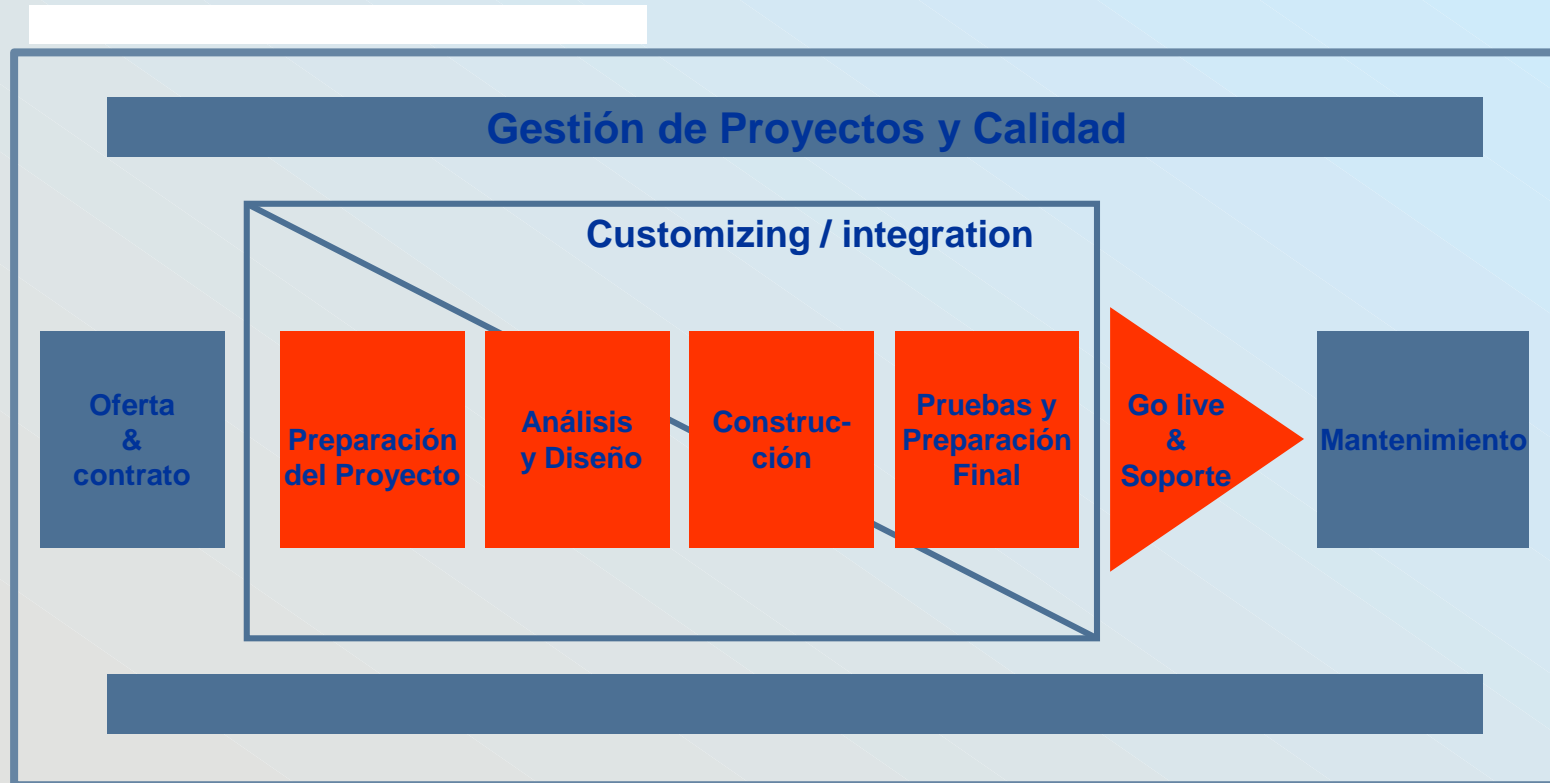 Gestión de Proyectos y Calidad
Customizing / integration
Oferta
&
contrato
Preparación
del Proyecto
Análisis
y Diseño
Construc-
ción
Pruebas y
Preparación
Final
Go live
&
Soporte
Mantenimiento